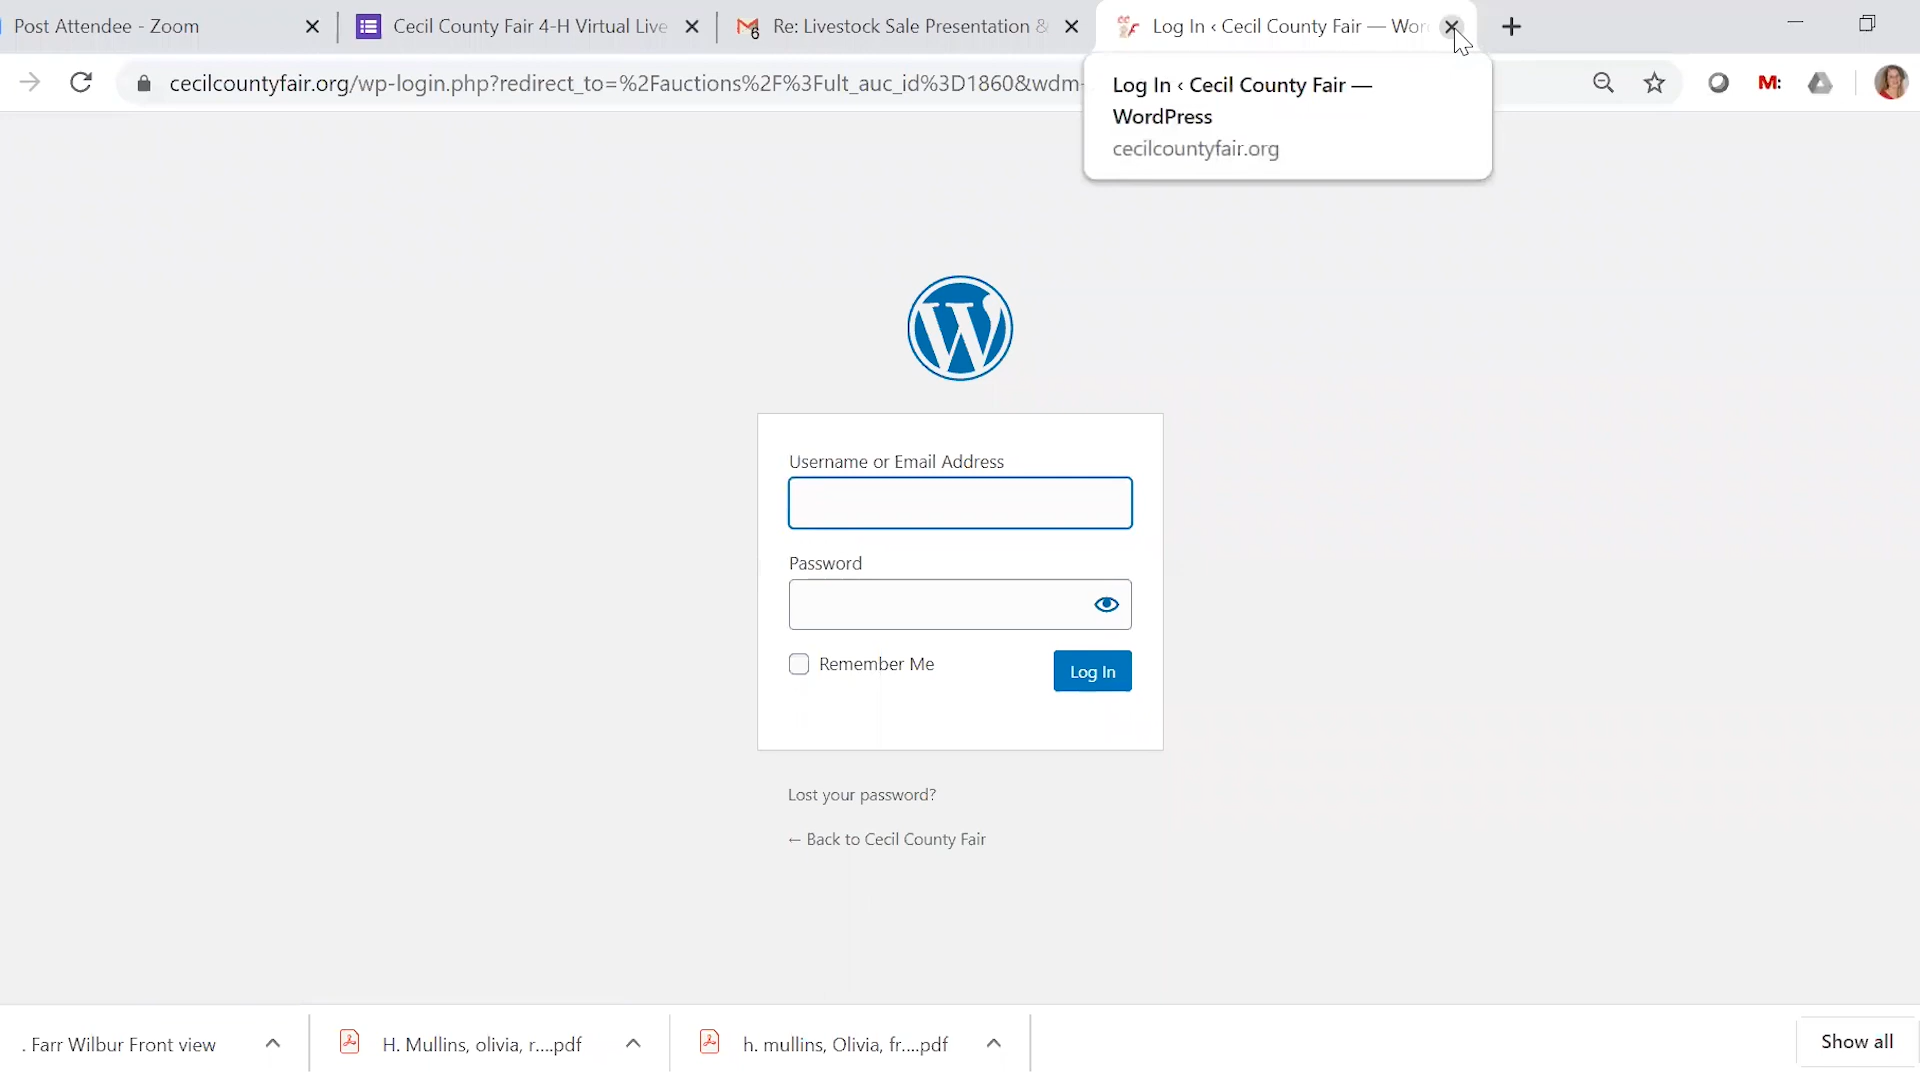 Post Attendee - Zoom
Cecil County Fair 4-H Virtual Live
6
Re: Livestock Sale Presentation &
Log In ‹ Cecil County Fair — Wor
cecilcountyfair.org/wp-login.php?redirect_to=%2Fauctions%2F%3Fult_auc_id%3D1860&wdm-
M:
Log In ‹ Cecil County Fair —
WordPress
cecilcountyfair.org
Username or Email Address
Password
Remember Me
Log In
Lost your password?
← Back to Cecil County Fair
. Farr Wilbur Front view
H. Mullins, olivia, r....pdf
h. mullins, Olivia, fr....pdf
Show all